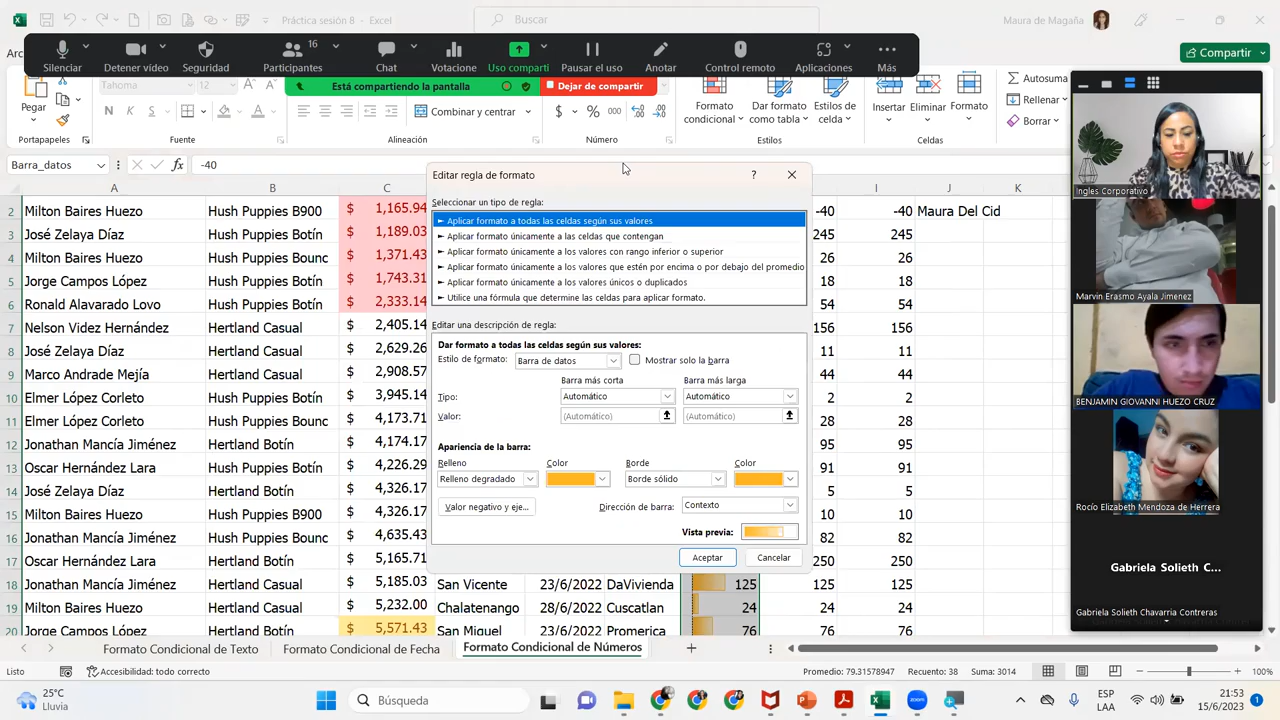 Práctica sesión 8 - Excel
Buscar
Maura de Magaña
Ar
Silenciar
Detener video
Seguridad
16
Participantes
Chat
Votacione
Uso comparti
Pausar el uso
Anotar
Control remoto
Aplicaciones
Más
Compartir
Está compartiendo la pantalla
Dejar de compartir
Pegar
Tahoma
12
A^
N K S
A
Combinar y centrar
$ % 000
Formato
condicional
Dar formato
como tabla
Estilos de
celda
Insertar
Eliminar
Formato
Autosuma
Rellenar
Borrar
Portapapeles
Fuente
Alineación
Número
Estilos
Celdas
Barra_datos
fx
-40
A B C I J K
2 Milton Baires Huezo Hush Puppies B900 $ 1,165.94 -40 -40 Maura Del Cid
3 José Zelaya Díaz Hush Puppies Botín $ 1,189.03 245 245
4 Milton Baires Huezo Hush Puppies Bounc $ 1,371.43 26 26
5 Jorge Campos López Hush Puppies Botín $ 1,743.31 18 18
6 Ronald Alavarado Lovo Hush Puppies Botín $ 2,333.14 54 54
7 Nelson Videz Hernández Hertland Casual $ 2,405.14 156 156
8 José Zelaya Díaz Hertland Casual $ 2,629.26 11 11
9 Marco Andrade Mejía Hertland Casual $ 2,908.57 44 44
10 Elmer López Corleto Hertland Casual $ 3,945.14 2 2
11 Elmer López Corleto Hush Puppies Bounc $ 4,173.71 28 28
12 Jonathan Mancía Jiménez Hertland Botín $ 4,174.17 95 95
13 Oscar Hernández Lara Hush Puppies Botín $ 4,226.29 91 91
14 José Zelaya Díaz Hertland Botín $ 4,326.17 5 5
15 Milton Baires Huezo Hush Puppies B900 $ 4,326.17 10 10
16 Jonathan Mancía Jiménez Hush Puppies B900 $ 4,635.43 82 82
17 Oscar Hernández Lara Hertland Casual $ 5,165.71 250 250
18 Jonathan Mancía Jiménez Hertland Casual $ 5,185.03 San Vicente 23/6/2022 DaVivienda 125 125 125
19 Milton Baires Huezo Hertland Casual $ 5,232.00 Chalatenango 28/6/2022 Cuscatlan 24 24 24
20 Jorge Campos López Hertland Botín $ 5,571.43 San Miguel 23/6/2022 Promerica 76 76 76
Editar regla de formato
?
Seleccionar un tipo de regla:
► Aplicar formato a todas las celdas según sus valores
► Aplicar formato únicamente a las celdas que contengan
► Aplicar formato únicamente a los valores con rango inferior o superior
► Aplicar formato únicamente a los valores que estén por encima o por debajo del promedio
► Aplicar formato únicamente a los valores únicos o duplicados
► Utilice una fórmula que determine las celdas para aplicar formato.
Editar una descripción de regla:
Dar formato a todas las celdas según sus valores:
Estilo de formato: Barra de datos Mostrar solo la barra
Barra más corta Barra más larga
Tipo: Automático Automático
Valor: (Automático) (Automático)
Apariencia de la barra:
Relleno Color Borde Color
Relleno degradado Borde sólido
Valor negativo y eje... Dirección de barra: Contexto
Vista previa:
Aceptar Cancelar
Ingles Corporativo
Marvin Erasmo Ayala Jimenez
BENJAMIN GIOVANNI HUEZO CRUZ
Rocío Elizabeth Mendoza de Herrera
Gabriela Solieth C...
Gabriela Solieth Chavarria Contreras
Formato Condicional de Texto
Formato Condicional de Fecha
Formato Condicional de Números
Listo
Accesibilidad: todo correcto
Promedio: 79.31578947 Recuento: 38 Suma: 3014
100%
25°C
Lluvia
Búsqueda
ESP
LAA
21:53
15/6/2023
1